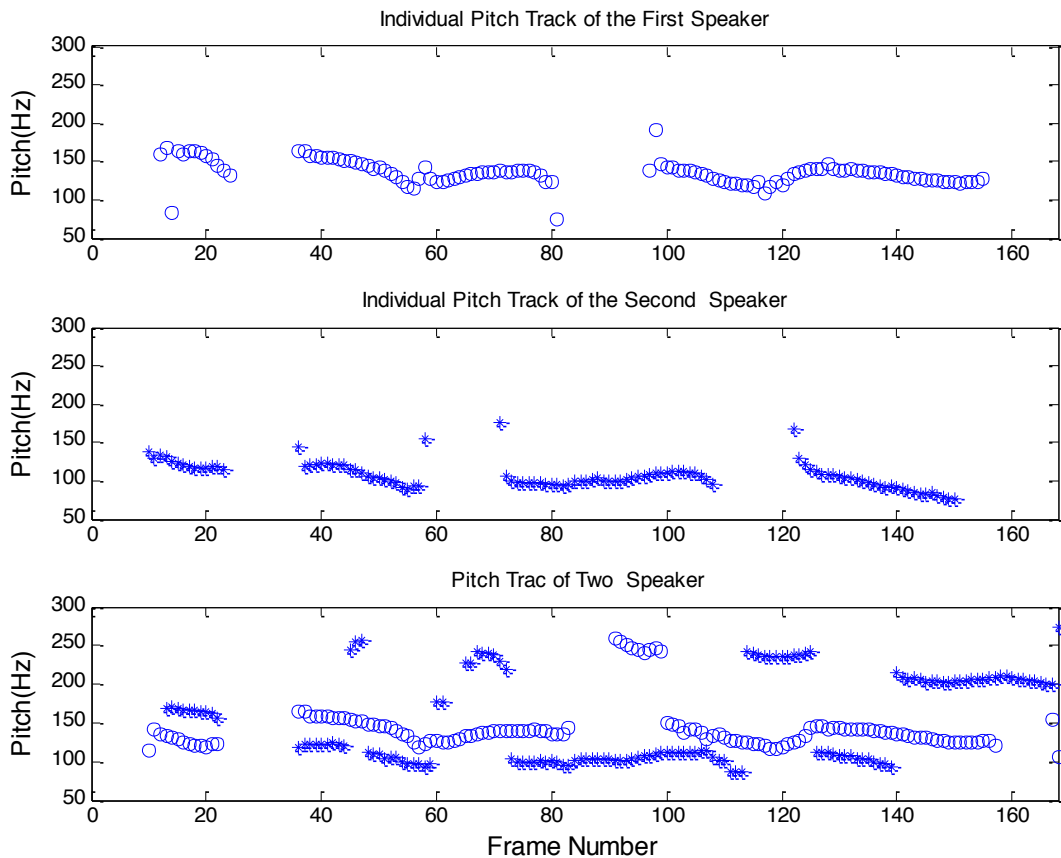 Individual Pitch Track of the First Speaker
300
250
200
150
100
50
Pitch(Hz)
0 20 40 60 80 100 120 140 160
Individual Pitch Track of the Second Speaker
300
250
200
150
100
50
Pitch(Hz)
0 20 40 60 80 100 120 140 160
Pitch Trac of Two Speaker
300
250
200
150
100
50
Pitch(Hz)
0 20 40 60 80 100 120 140 160
Frame Number